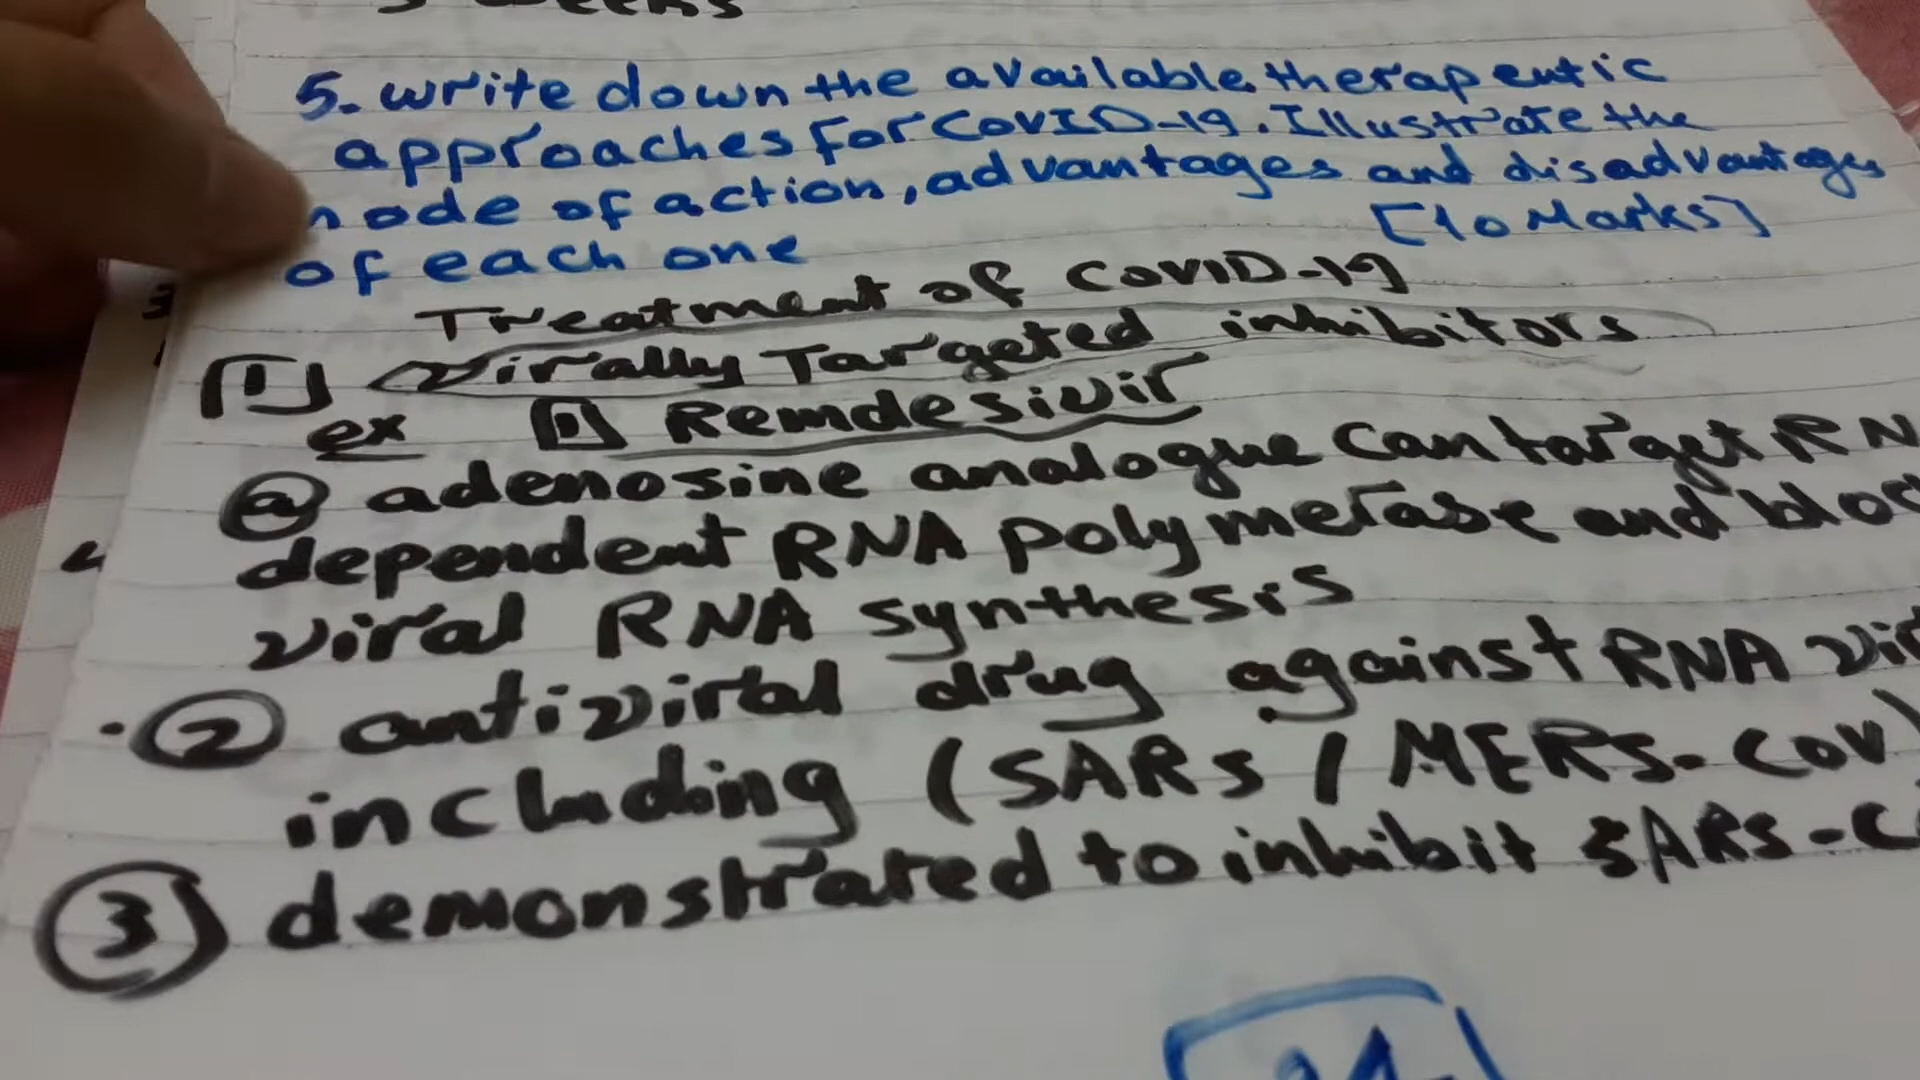 5. write down the available therapeutic
approaches for COVID-19. Illustrate the
mode of action, advantages and disadvantages
of each one [10 Marks]
Treatment of COVID-19
[1] Virally Targeted inhibitors
ex [1] Remdesivir
@ adenosine analogue can target RN
dependent RNA polymerase and bloc
viral RNA synthesis
② antiviral drug against RNA vir
including (SARs / MERS-COV)
③ demonstrated to inhibit SARS-C